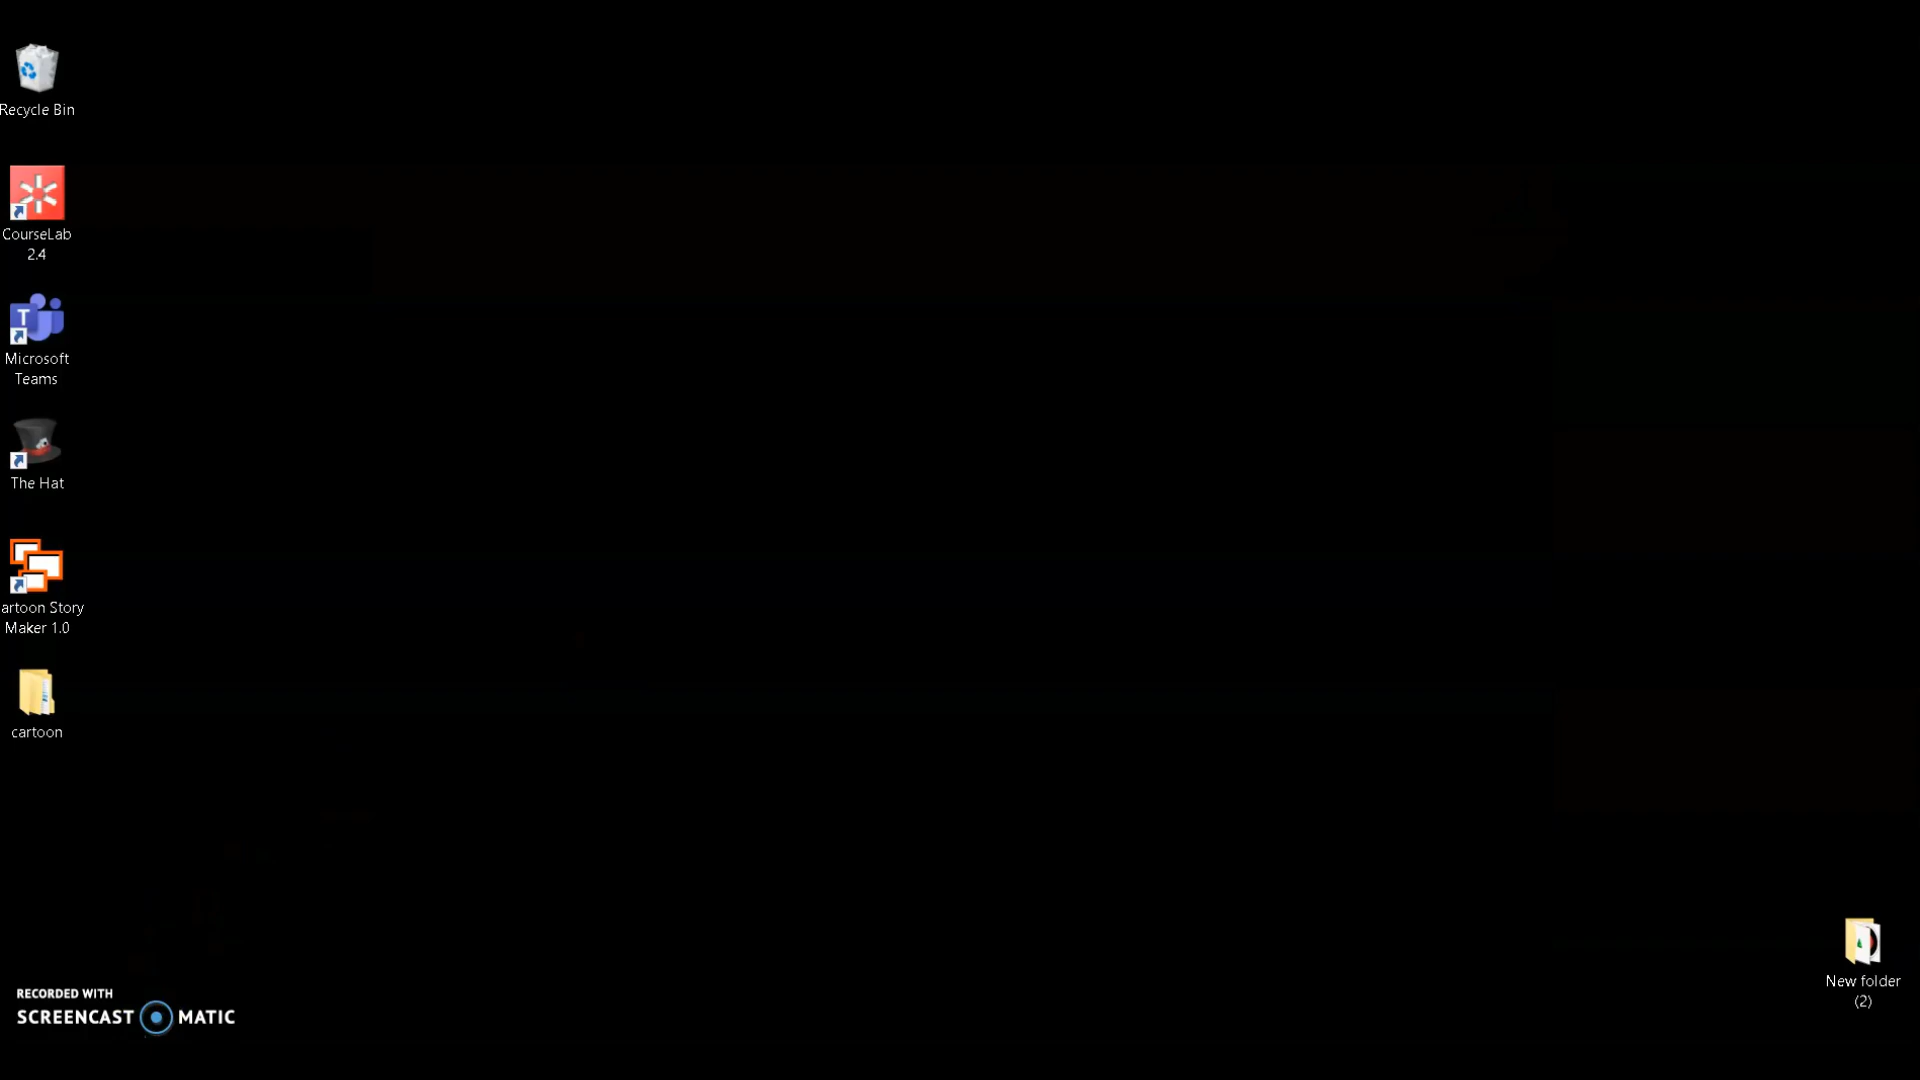 Recycle Bin
CourseLab
2.4
Microsoft
Teams
The Hat
artoon Story
Maker 1.0
cartoon
New folder
(2)
RECORDED WITH
SCREENCAST MATIC